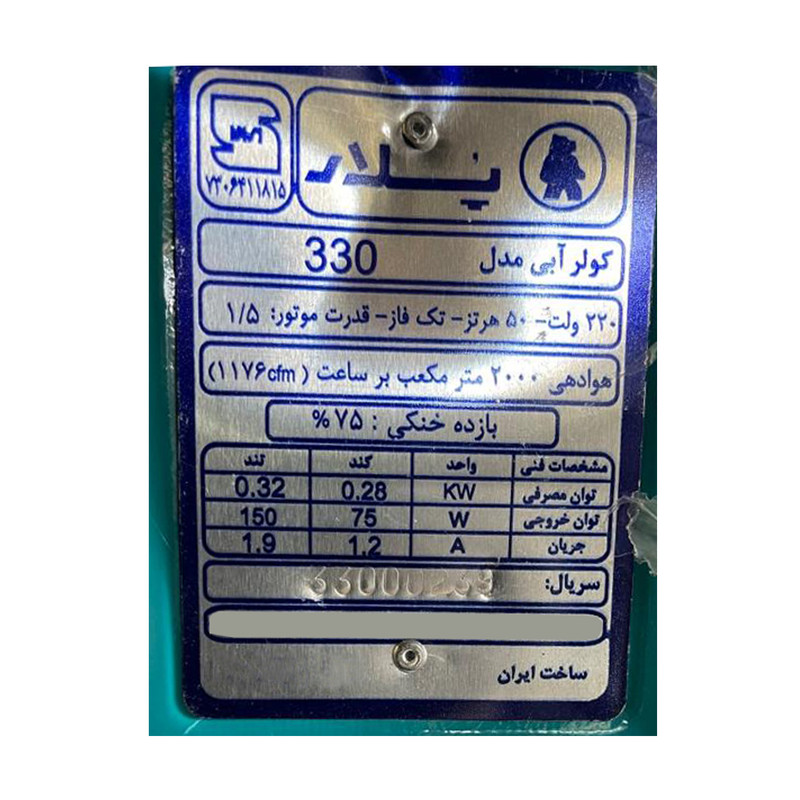 پلار
۷۳۰۶۴۱۱۸۱۵
کولر آبی مدل 330
۲۲۰ ولت- ۵۰ هرتز- تک فاز- قدرت موتور: ۱/۵
هوادهی ۲۰۰۰ متر مکعب بر ساعت (۱۱۷۶cfm)
بازده خنکی : ۷۵ %
مشخصات فنی واحد کند تند
توان مصرفی KW 0.28 0.32
توان خروجی W 75 150
جریان A 1.2 1.9
سریال: 33000239
ساخت ایران